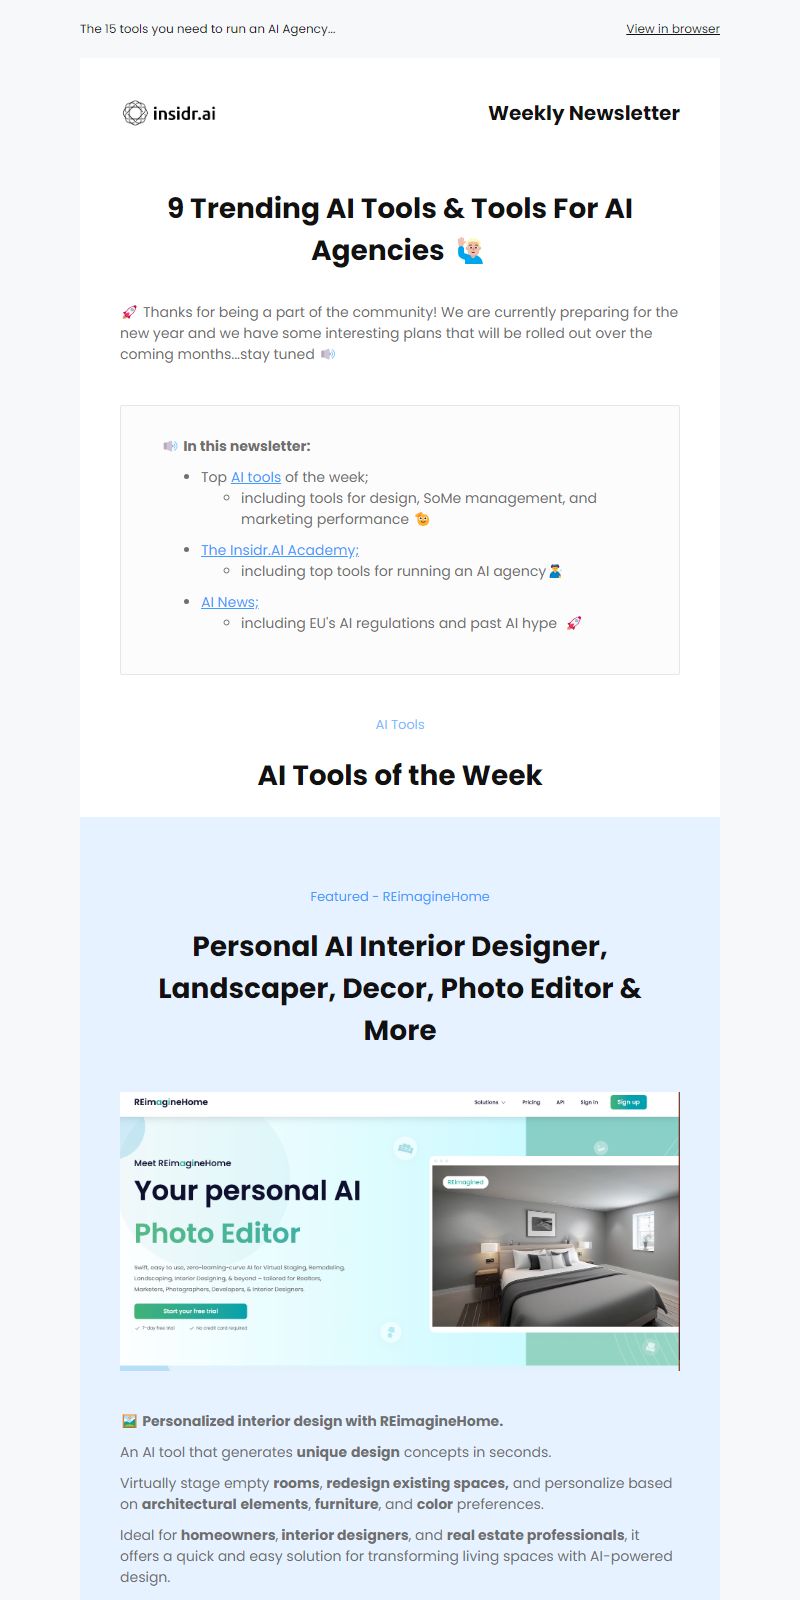 The 15 tools you need to run an AI Agency...
View in browser
insidr.ai
Weekly Newsletter
9 Trending AI Tools & Tools For AI
Agencies 🙋🏼‍♂️
🚀 Thanks for being a part of the community! We are currently preparing for the
new year and we have some interesting plans that will be rolled out over the
coming months...stay tuned 🔊
🔊 In this newsletter:
• Top AI tools of the week;
◦ including tools for design, SoMe management, and
marketing performance 🫡
• The Insidr.AI Academy;
◦ including top tools for running an AI agency
• AI News;
◦ including EU's AI regulations and past AI hype 🚀
AI Tools
AI Tools of the Week
Featured - REimagineHome
Personal AI Interior Designer,
Landscaper, Decor, Photo Editor &
More
REimagineHome
Solutions
Pricing
API
Sign In
Sign up
Meet REimagineHome
Your personal AI
Photo Editor
Swift, easy to use, zero-learning-curve AI for Virtual Staging, Remodeling,
Landscaping, Interior Designing, & beyond – tailored for Realtors,
Marketers, Photographers, Developers, & Interior Designers.
Start your free trial
✓ 7-day free trial
✓ No credit card required
REimagined
🖼️ Personalized interior design with REimagineHome.
An AI tool that generates unique design concepts in seconds.
Virtually stage empty rooms, redesign existing spaces, and personalize based
on architectural elements, furniture, and color preferences.
Ideal for homeowners, interior designers, and real estate professionals, it
offers a quick and easy solution for transforming living spaces with AI-powered
design.